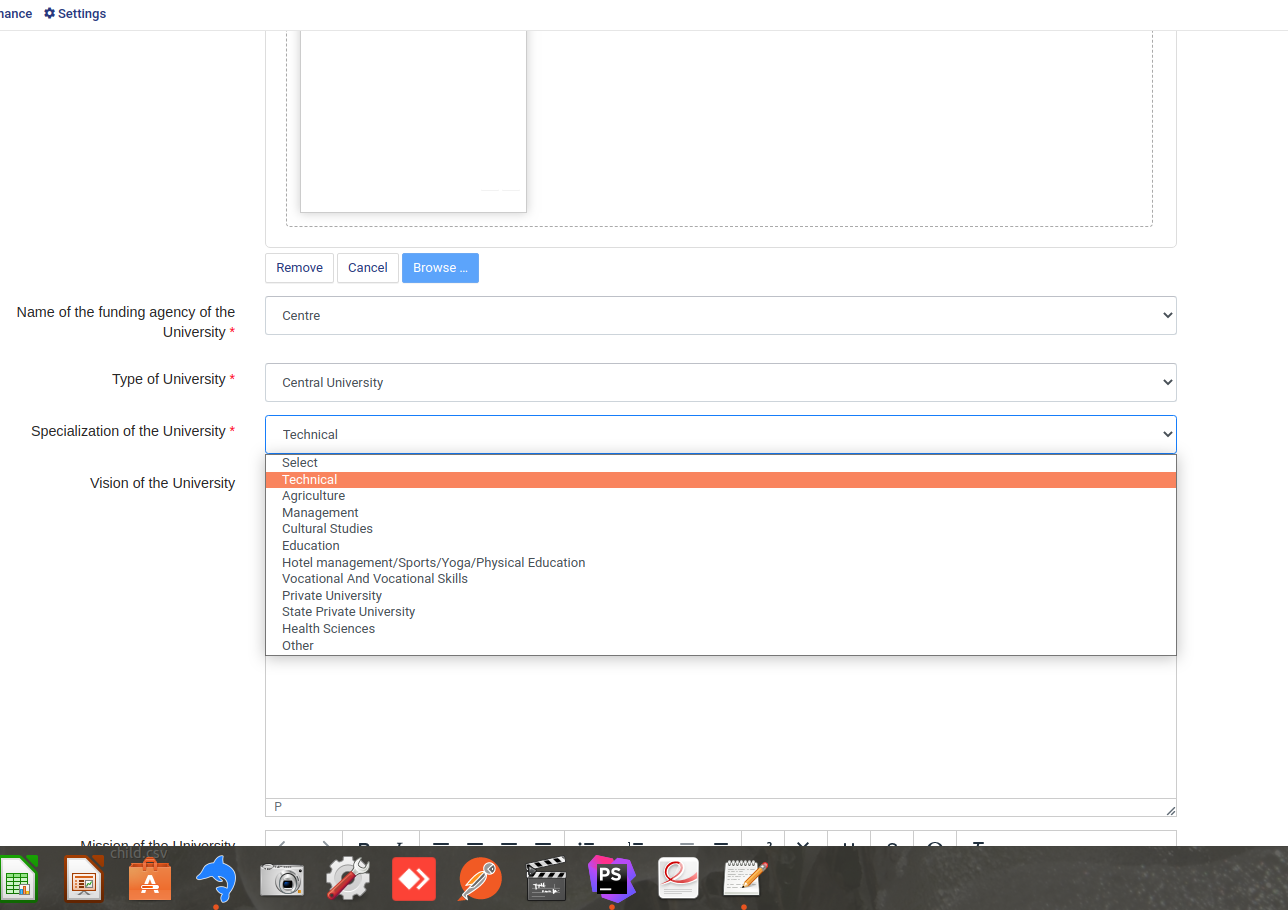 nance Settings
Remove Cancel Browse ...
Name of the funding agency of the
University *
Centre
Type of University *
Central University
Specialization of the University *
Technical
Select
Technical
Vision of the University
Agriculture
Management
Cultural Studies
Education
Hotel management/Sports/Yoga/Physical Education
Vocational And Vocational Skills
Private University
State Private University
Health Sciences
Other
P
Mission of the University
child.csv
PS